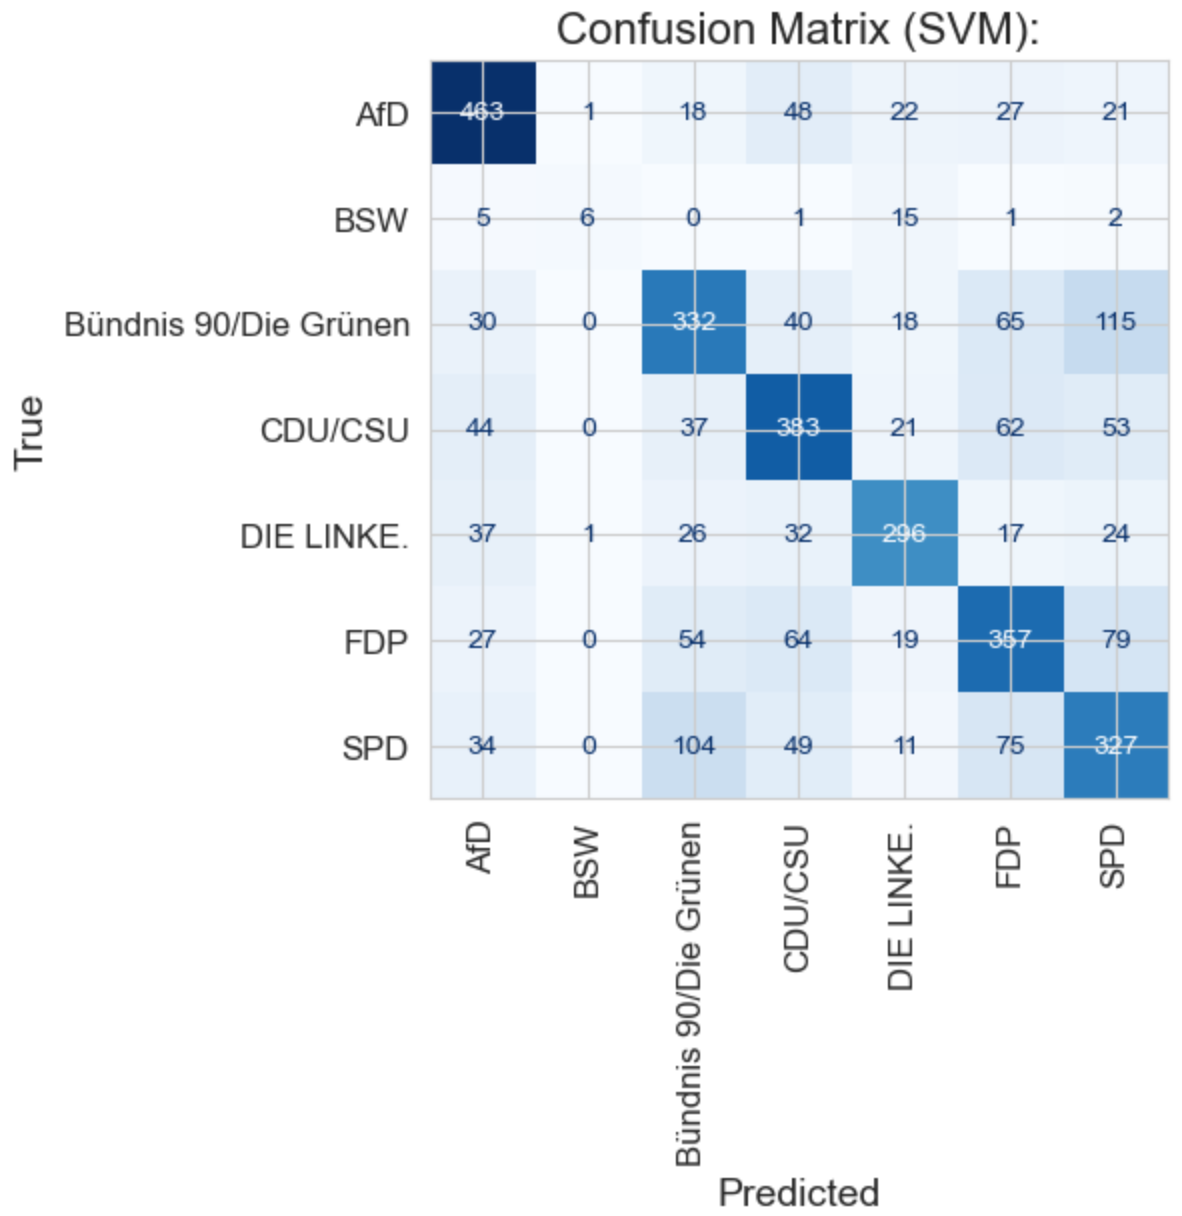 Confusion Matrix (SVM):
AfD 463 1 18 48 22 27 21
BSW 5 6 0 1 15 1 2
Bündnis 90/Die Grünen 30 0 332 40 18 65 115
CDU/CSU 44 0 37 383 21 62 53
DIE LINKE. 37 1 26 32 296 17 24
FDP 27 0 54 64 19 357 79
SPD 34 0 104 49 11 75 327
True
AfD
BSW
Bündnis 90/Die Grünen
CDU/CSU
DIE LINKE.
FDP
SPD
Predicted